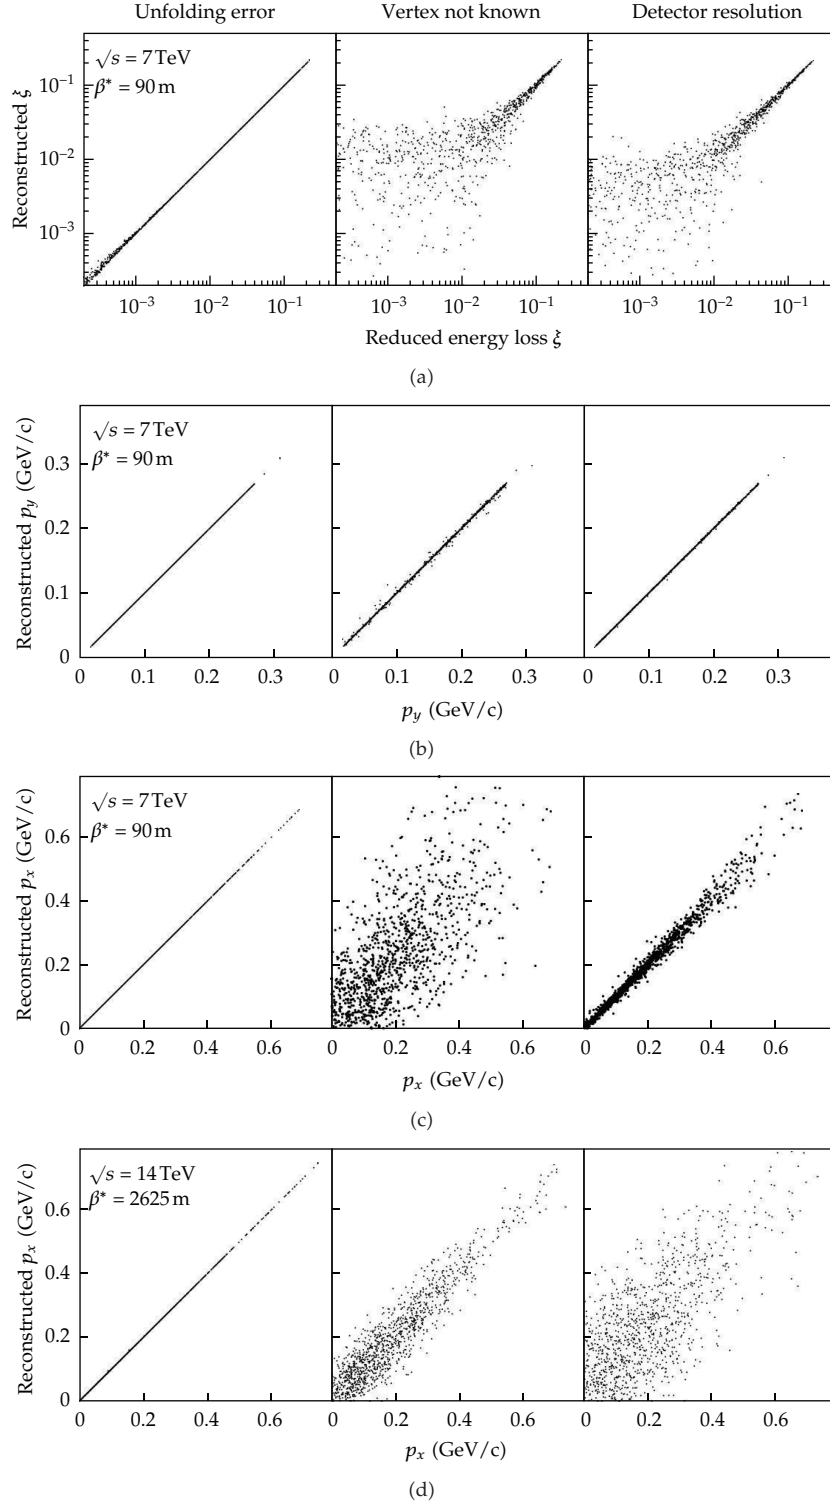 Unfolding error Vertex not known Detector resolution
√s = 7 TeV
β* = 90 m
Reconstructed ξ
10⁻¹
10⁻²
10⁻³
10⁻³ 10⁻² 10⁻¹ 10⁻³ 10⁻² 10⁻¹ 10⁻³ 10⁻² 10⁻¹
Reduced energy loss ξ
(a)
√s = 7 TeV
β* = 90 m
Reconstructed p_y (GeV/c)
0.3
0.2
0.1
0
0 0.1 0.2 0.3 0 0.1 0.2 0.3 0 0.1 0.2 0.3
p_y (GeV/c)
(b)
√s = 7 TeV
β* = 90 m
Reconstructed p_x (GeV/c)
0.6
0.4
0.2
0
0 0.2 0.4 0.6 0 0.2 0.4 0.6 0 0.2 0.4 0.6
p_x (GeV/c)
(c)
√s = 14 TeV
β* = 2625 m
Reconstructed p_x (GeV/c)
0.6
0.4
0.2
0
0 0.2 0.4 0.6 0 0.2 0.4 0.6 0 0.2 0.4 0.6
p_x (GeV/c)
(d)